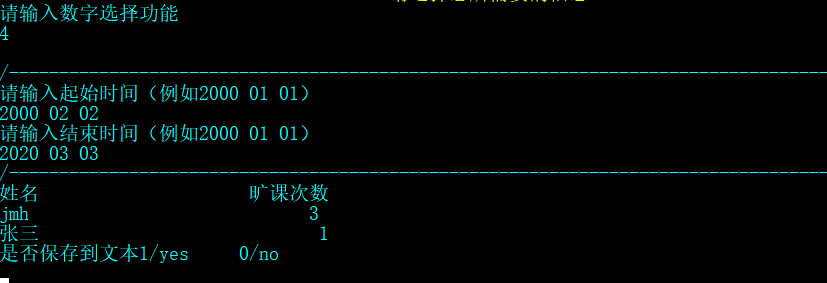 请输入数字选择功能
4
/--------------------------------------------------------------------------------
请输入起始时间（例如2000 01 01）
2000 02 02
请输入结束时间（例如2000 01 01）
2020 03 03
/--------------------------------------------------------------------------------
姓名 旷课次数
jmh 3
张三 1
是否保存到文本1/yes 0/no